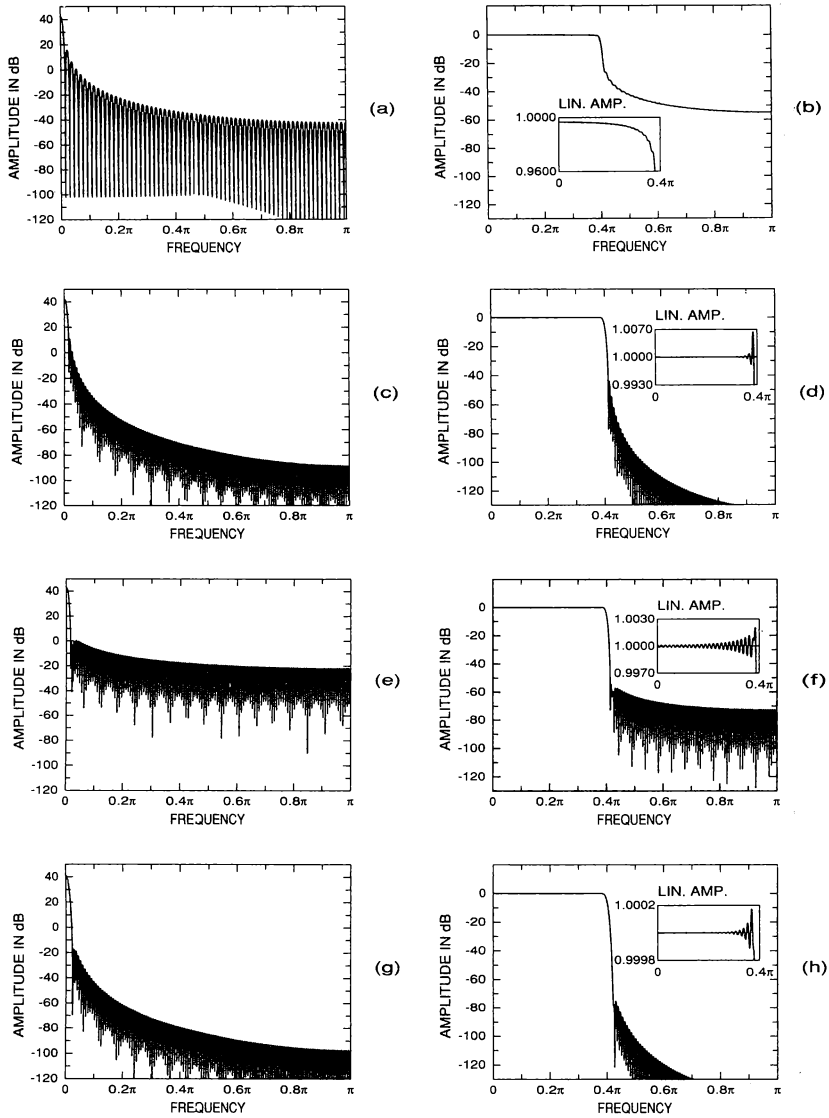 40
20
0
-20
-40
-60
-80
-100
-120
AMPLITUDE IN dB
0 0.2π 0.4π 0.6π 0.8π π
FREQUENCY
(a)
0
-20
-40
-60
-80
-100
-120
AMPLITUDE IN dB
LIN. AMP.
1.0000
0.9600
0 0.4π
0 0.2π 0.4π 0.6π 0.8π π
FREQUENCY
(b)
40
20
0
-20
-40
-60
-80
-100
-120
AMPLITUDE IN dB
0 0.2π 0.4π 0.6π 0.8π π
FREQUENCY
(c)
0
-20
-40
-60
-80
-100
-120
AMPLITUDE IN dB
LIN. AMP.
1.0070
1.0000
0.9930
0 0.4π
0 0.2π 0.4π 0.6π 0.8π π
FREQUENCY
(d)
40
20
0
-20
-40
-60
-80
-100
-120
AMPLITUDE IN dB
0 0.2π 0.4π 0.6π 0.8π π
FREQUENCY
(e)
0
-20
-40
-60
-80
-100
-120
AMPLITUDE IN dB
LIN. AMP.
1.0030
1.0000
0.9970
0 0.4π
0 0.2π 0.4π 0.6π 0.8π π
FREQUENCY
(f)
40
20
0
-20
-40
-60
-80
-100
-120
AMPLITUDE IN dB
0 0.2π 0.4π 0.6π 0.8π π
FREQUENCY
(g)
0
-20
-40
-60
-80
-100
-120
AMPLITUDE IN dB
LIN. AMP.
1.0002
0.9998
0 0.4π
0 0.2π 0.4π 0.6π 0.8π π
FREQUENCY
(h)